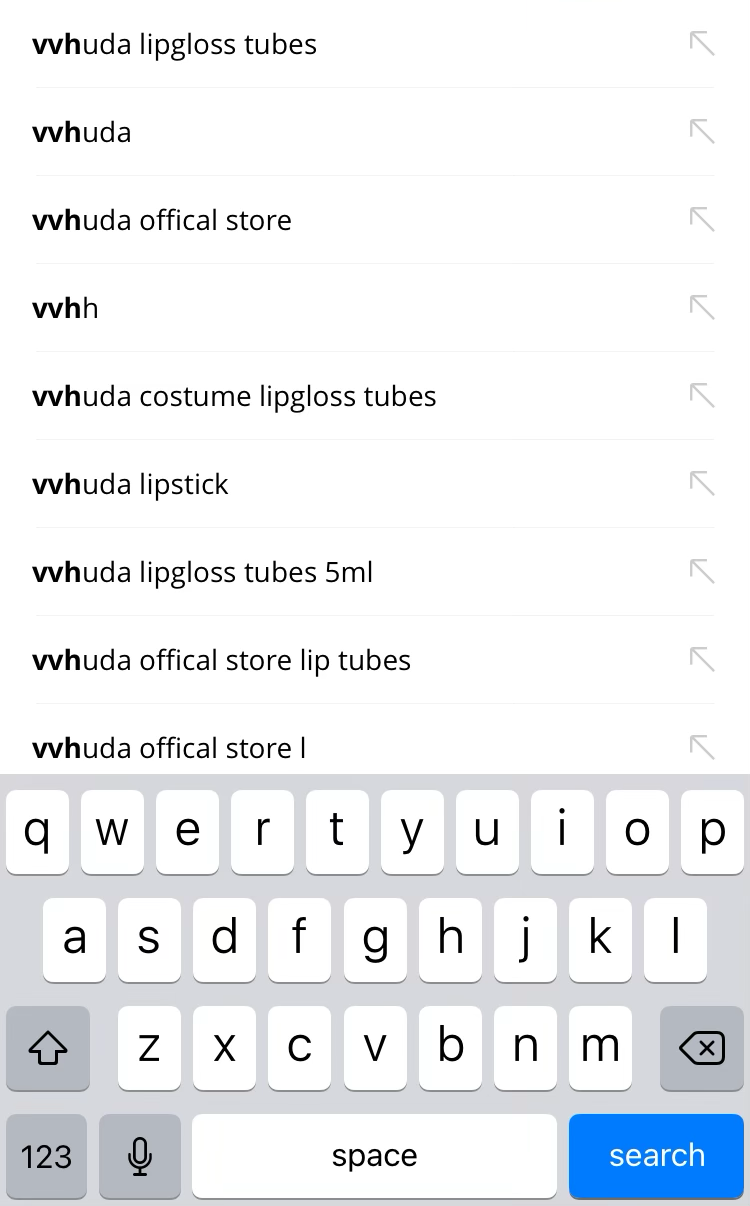 vvhuda lipgloss tubes
vvhuda
vvhuda offical store
vvhh
vvhuda costume lipgloss tubes
vvhuda lipstick
vvhuda lipgloss tubes 5ml
vvhuda offical store lip tubes
vvhuda offical store l
q w e r t y u i o p
a s d f g h j k l
z x c v b n m
123 space search